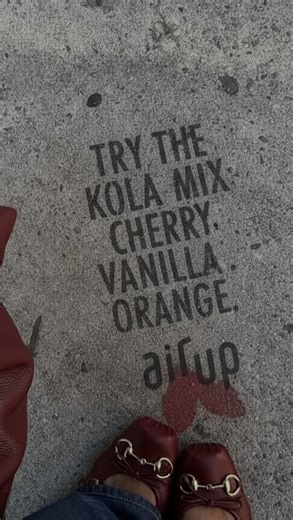 TRY THE
KOLA MIX.
CHERRY.
VANILLA.
ORANGE.
air up